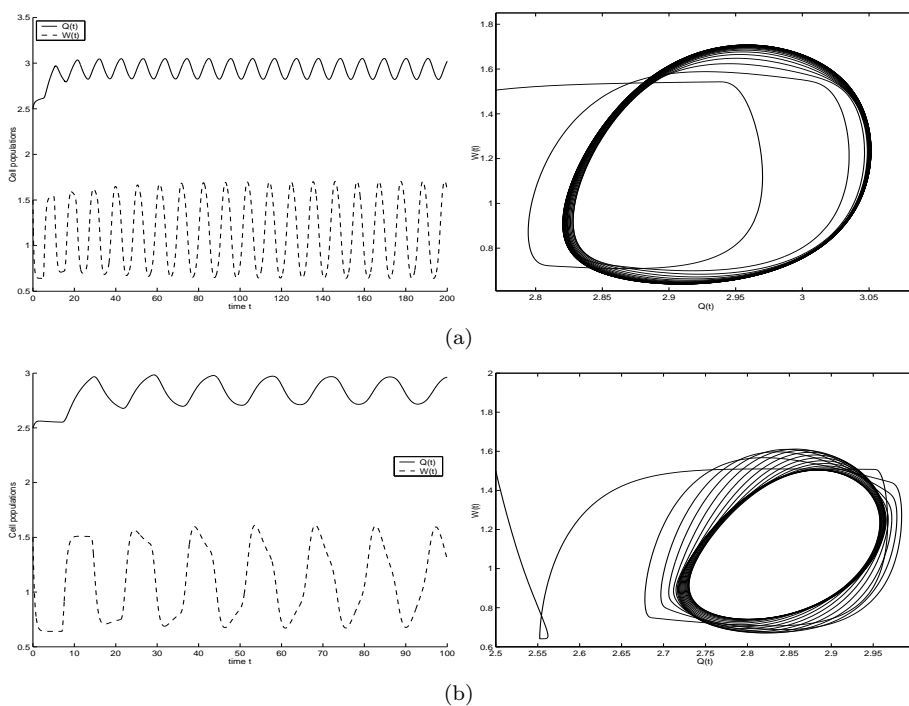 3.5
3
2.5
2
1.5
1
0.5
0 20 40 60 80 100 120 140 160 180 200
time t
Cell populations
Q(t)
W(t)
1.8
1.6
1.4
1.2
1
0.8
2.8 2.85 2.9 2.95 3 3.05
Q(t)
W(t)
(a)
3
2.5
2
1.5
1
0.5
0 10 20 30 40 50 60 70 80 90 100
time t
Cell populations
Q(t)
W(t)
2
1.8
1.6
1.4
1.2
1
0.8
0.6
2.5 2.55 2.6 2.65 2.7 2.75 2.8 2.85 2.9 2.95
Q(t)
W(t)
(b)